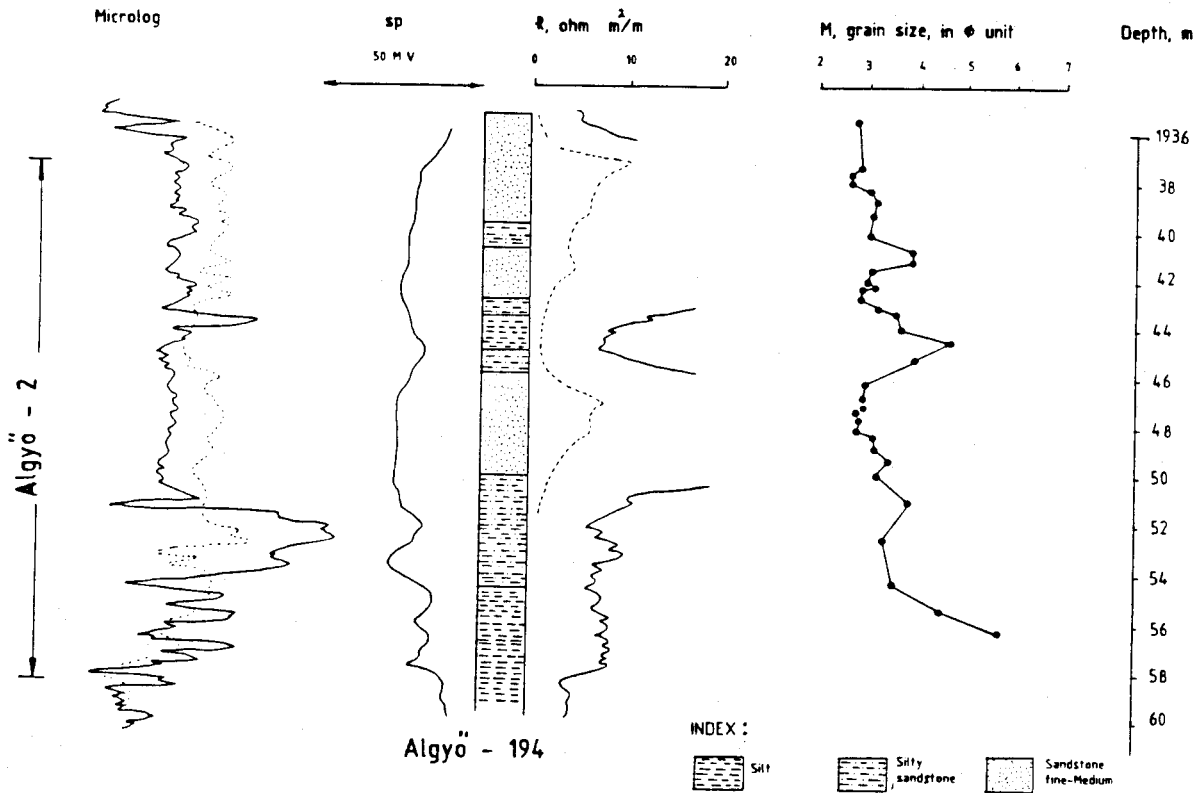 Microlog
sp
ℓ, ohm m²/m
M, grain size, in ϕ unit
Depth, m
50 M V
0 10 20
2 3 4 5 6 7
1936
38
40
42
44
46
48
50
52
54
56
58
60
Algyő - 2
Algyő - 194
INDEX :
Silt
Silty
sandstone
Sandstone
fine-Medium